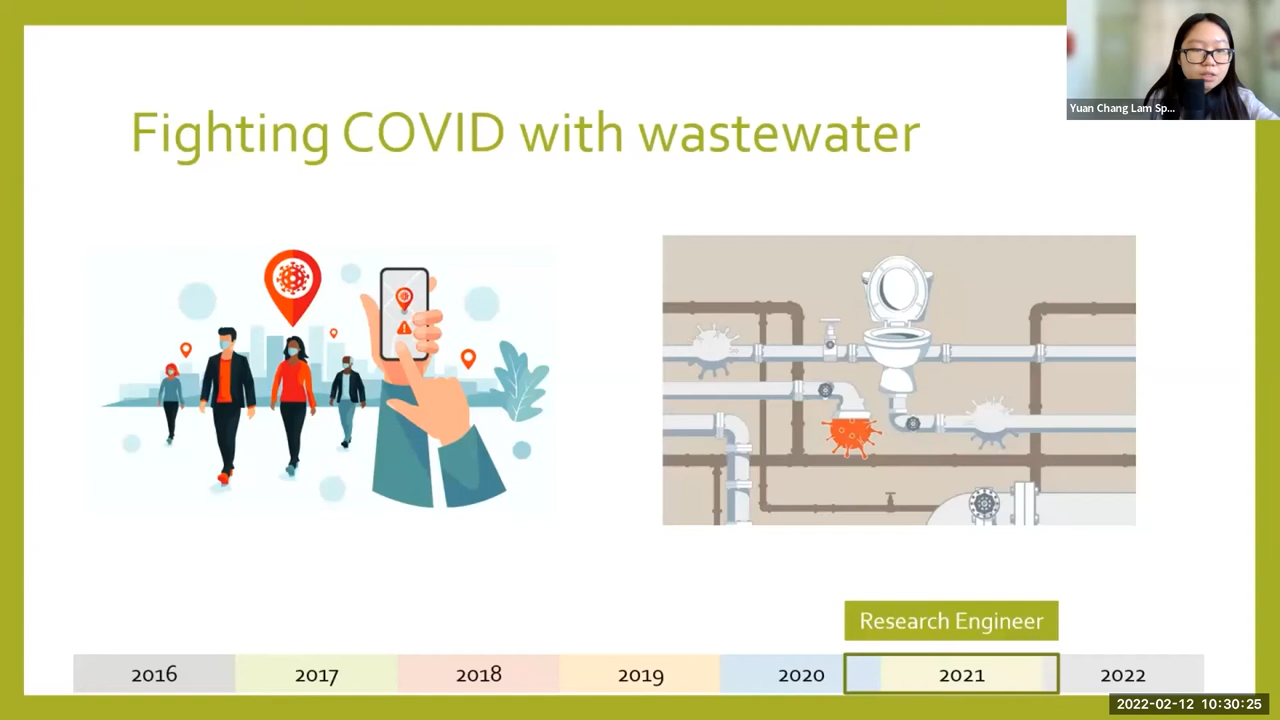 Yuan Chang Lam Sp...
Fighting COVID with wastewater
Research Engineer
2016 2017 2018 2019 2020 2021 2022
2022-02-12 10:30:25